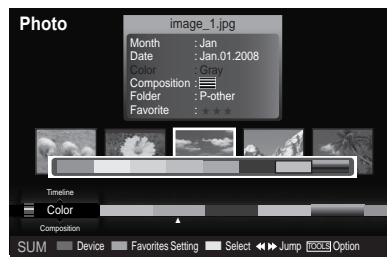 Photo
image_1.jpg
Month : Jan
Date : Jan.01.2008
Color : Gray
Composition :
Folder : P-other
Favorite : ★ ★ ★
Timeline
Color
Composition
SUM Device Favorites Setting Select ◀◀ ▶▶ Jump TOOLS Option